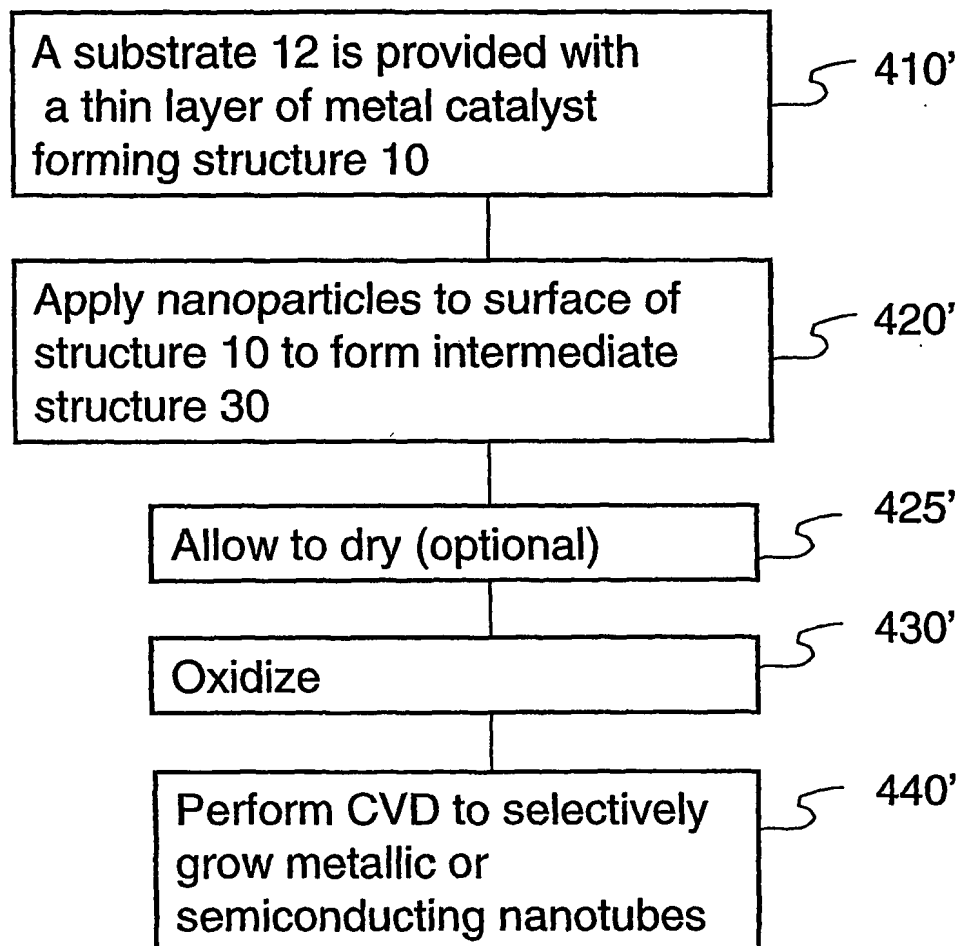 A substrate 12 is provided with
a thin layer of metal catalyst
forming structure 10
410’
Apply nanoparticles to surface of
structure 10 to form intermediate
structure 30
420’
Allow to dry (optional)
425’
Oxidize
430’
Perform CVD to selectively
grow metallic or
semiconducting nanotubes
440’